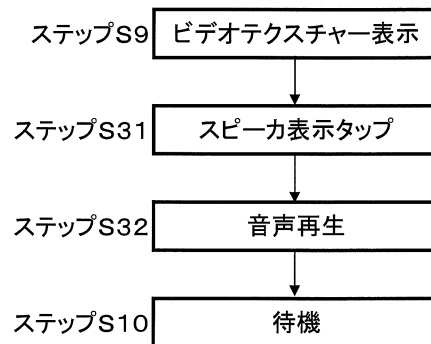 ステップS9 ビデオテクスチャー表示
ステップS31 スピーカ表示タップ
ステップS32 音声再生
ステップS10 待機